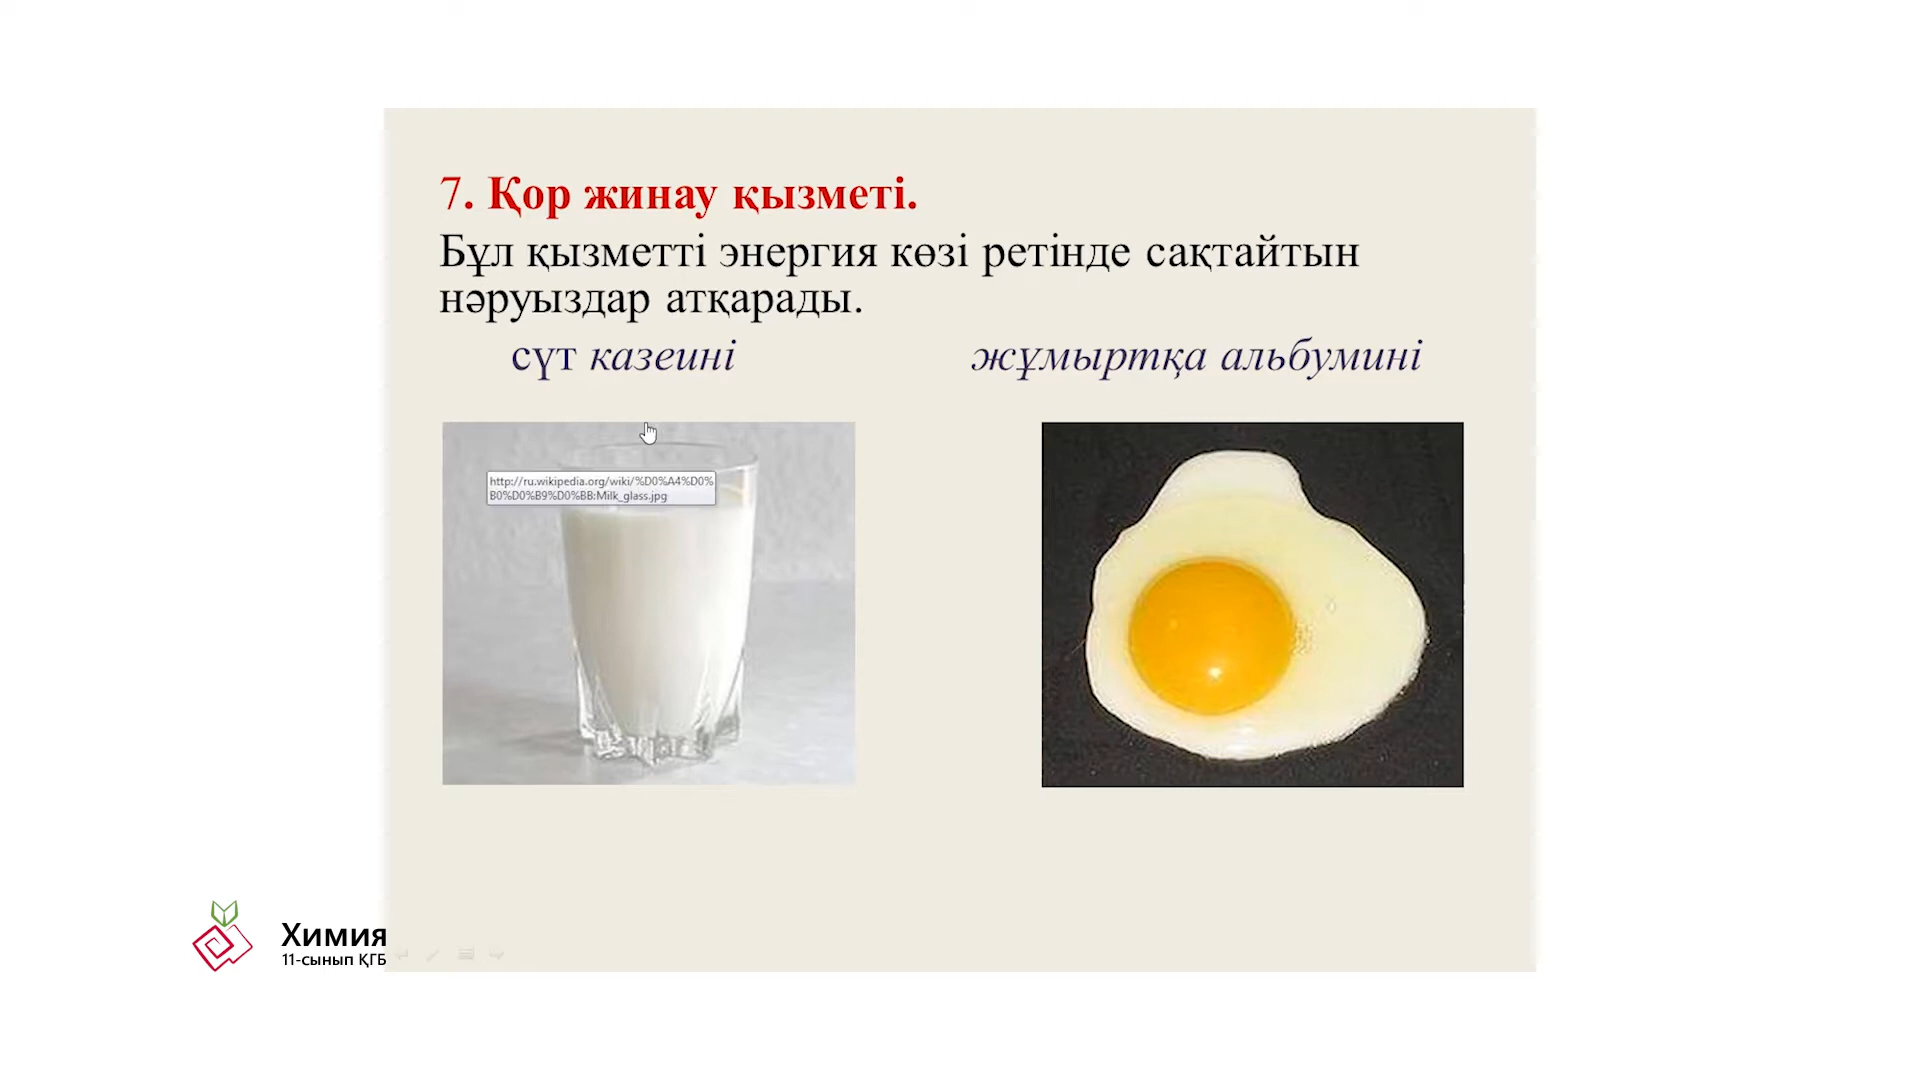 7. Қор жинау қызметі.
Бұл қызметті энергия көзі ретінде сақтайтын
нәруыздар атқарады.
сүт казеині
жұмыртқа альбумині
http://ru.wikipedia.org/wiki/%D0%A4%D0%
B0%D0%B9%D0%BB:Milk_glass.jpg
Химия
11-сынып ҚГБ